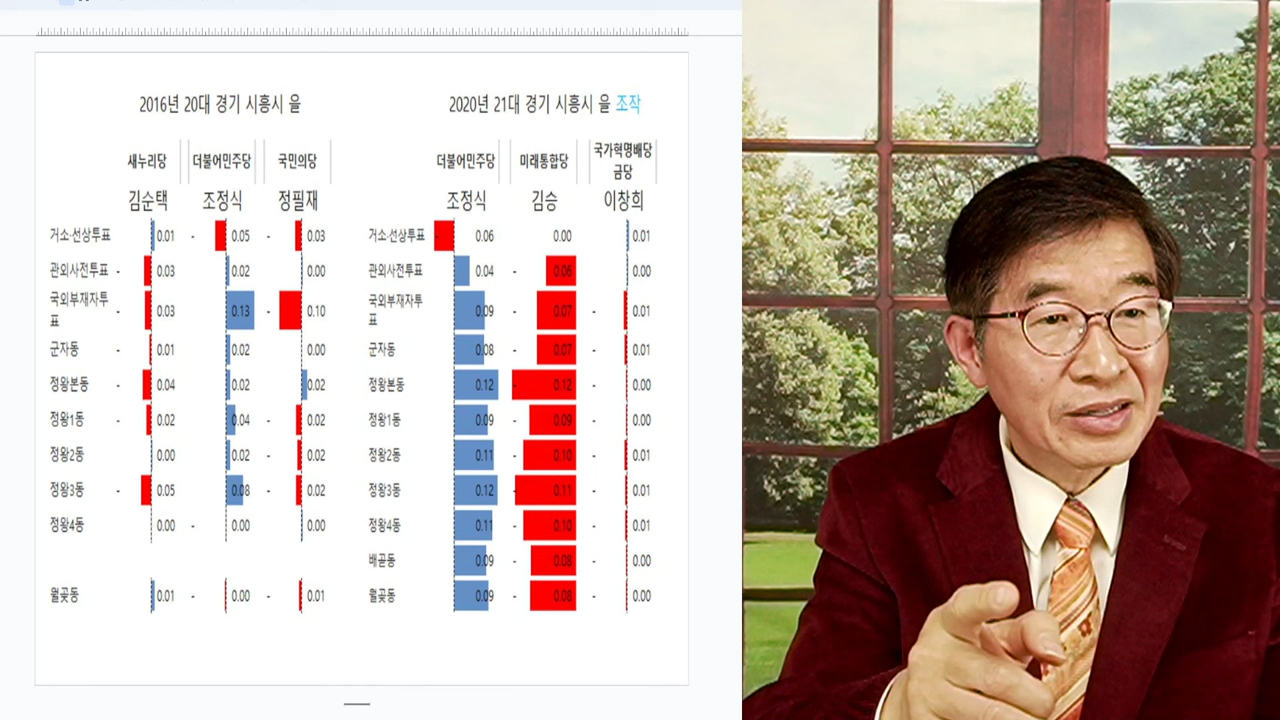 2016년 20대 경기 시흥시 을
새누리당 더불어민주당 국민의당
김순택 조정식 정필재
거소·선상투표 0.01 - 0.05 - 0.03
관외사전투표 - 0.03 0.02 0.00
국외부재자투
표 - 0.03 0.13 - 0.10
군자동 - 0.01 0.02 0.00
정왕본동 - 0.04 0.02 0.02
정왕1동 - 0.02 0.04 - 0.02
정왕2동 0.00 0.02 - 0.02
정왕3동 - 0.05 0.08 - 0.02
정왕4동 0.00 - 0.00 0.00
월곶동 0.01 - 0.00 - 0.01
2020년 21대 경기 시흥시 을 조작
더불어민주당 미래통합당 국가혁명배당
금당
조정식 김승 이창희
거소·선상투표 - 0.06 0.00 0.01
관외사전투표 0.04 - 0.06 0.00
국외부재자투
표 0.09 - 0.07 - 0.01
군자동 0.08 - 0.07 - 0.01
정왕본동 0.12 - 0.12 - 0.00
정왕1동 0.09 - 0.09 - 0.00
정왕2동 0.11 - 0.10 - 0.01
정왕3동 0.12 - 0.11 - 0.01
정왕4동 0.11 - 0.10 - 0.01
배곧동 0.09 - 0.08 - 0.00
월곶동 0.09 - 0.08 - 0.00